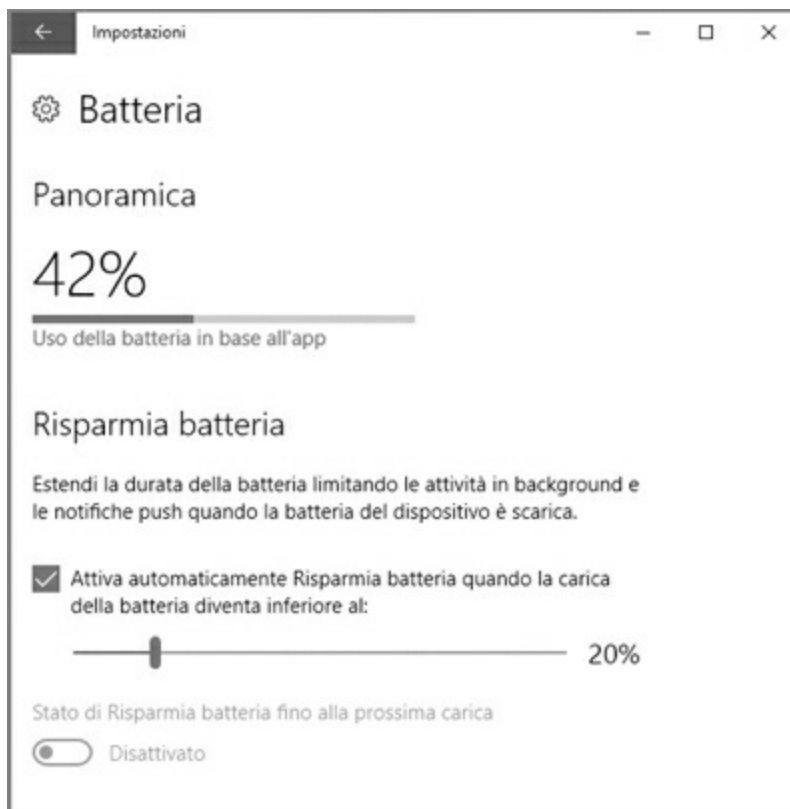 Impostazioni
Batteria
Panoramica
42%
Uso della batteria in base all'app
Risparmia batteria
Estendi la durata della batteria limitando le attività in background e
le notifiche push quando la batteria del dispositivo è scarica.
Attiva automaticamente Risparmia batteria quando la carica
della batteria diventa inferiore al:
20%
Stato di Risparmia batteria fino alla prossima carica
Disattivato